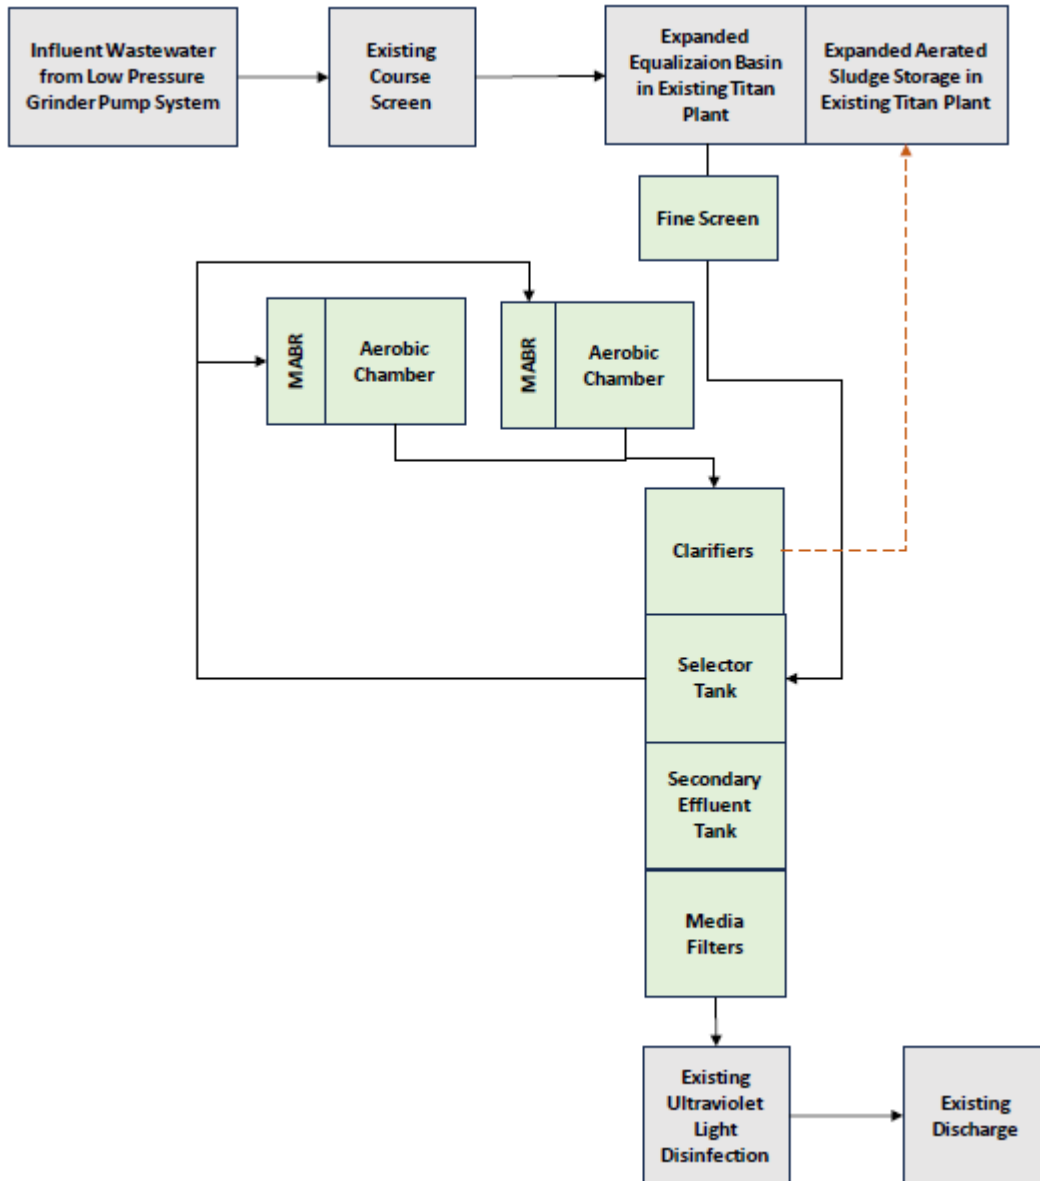 Influent Wastewater
from Low Pressure
Grinder Pump System
Existing
Course
Screen
Expanded
Equalizaion Basin
in Existing Titan
Plant
Expanded Aerated
Sludge Storage in
Existing Titan Plant
Fine Screen
MABR
Aerobic
Chamber
MABR
Aerobic
Chamber
Clarifiers
Selector
Tank
Secondary
Effluent
Tank
Media
Filters
Existing
Ultraviolet
Light
Disinfection
Existing
Discharge